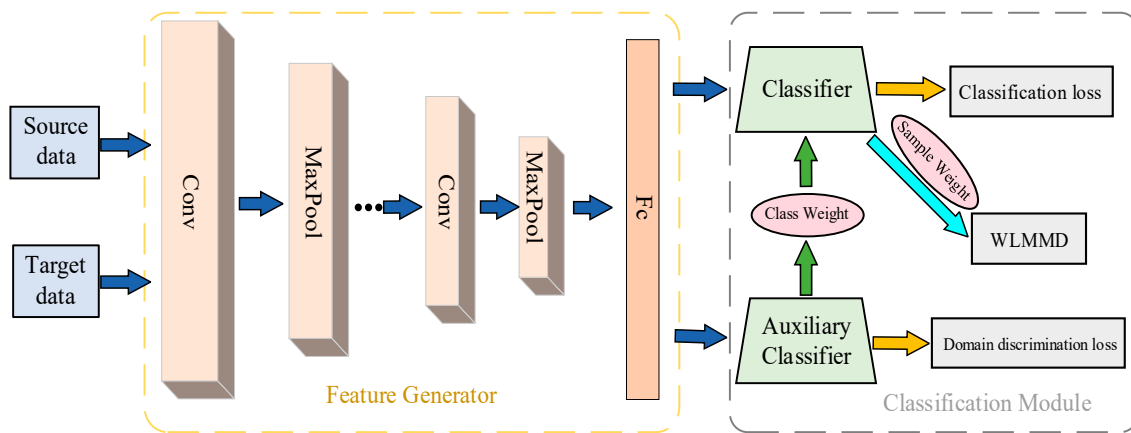 Source
data
Target
data
Conv
MaxPool
Conv
MaxPool
Fc
Feature Generator
Classifier
Classification loss
Sample Weight
Class Weight
WLMMD
Auxiliary
Classifier
Domain discrimination loss
Classification Module